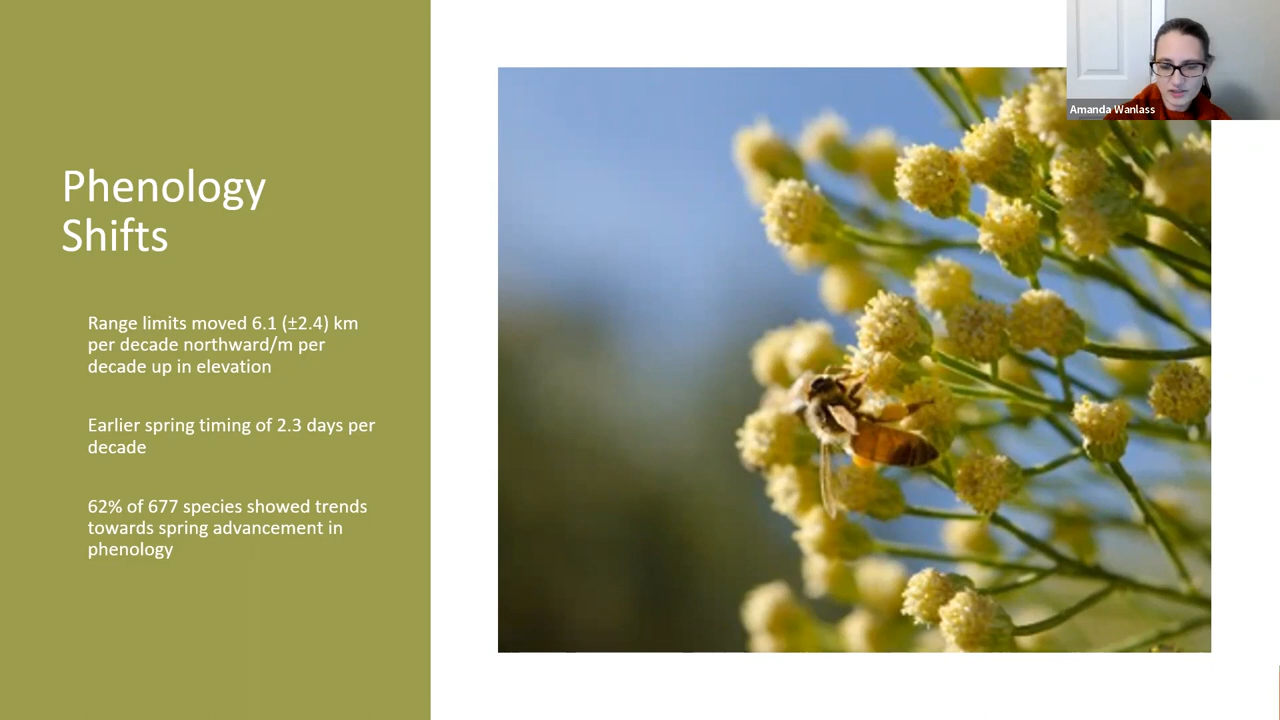 Phenology
Shifts
Range limits moved 6.1 (±2.4) km
per decade northward/m per
decade up in elevation
Earlier spring timing of 2.3 days per
decade
62% of 677 species showed trends
towards spring advancement in
phenology
Amanda Wanlass